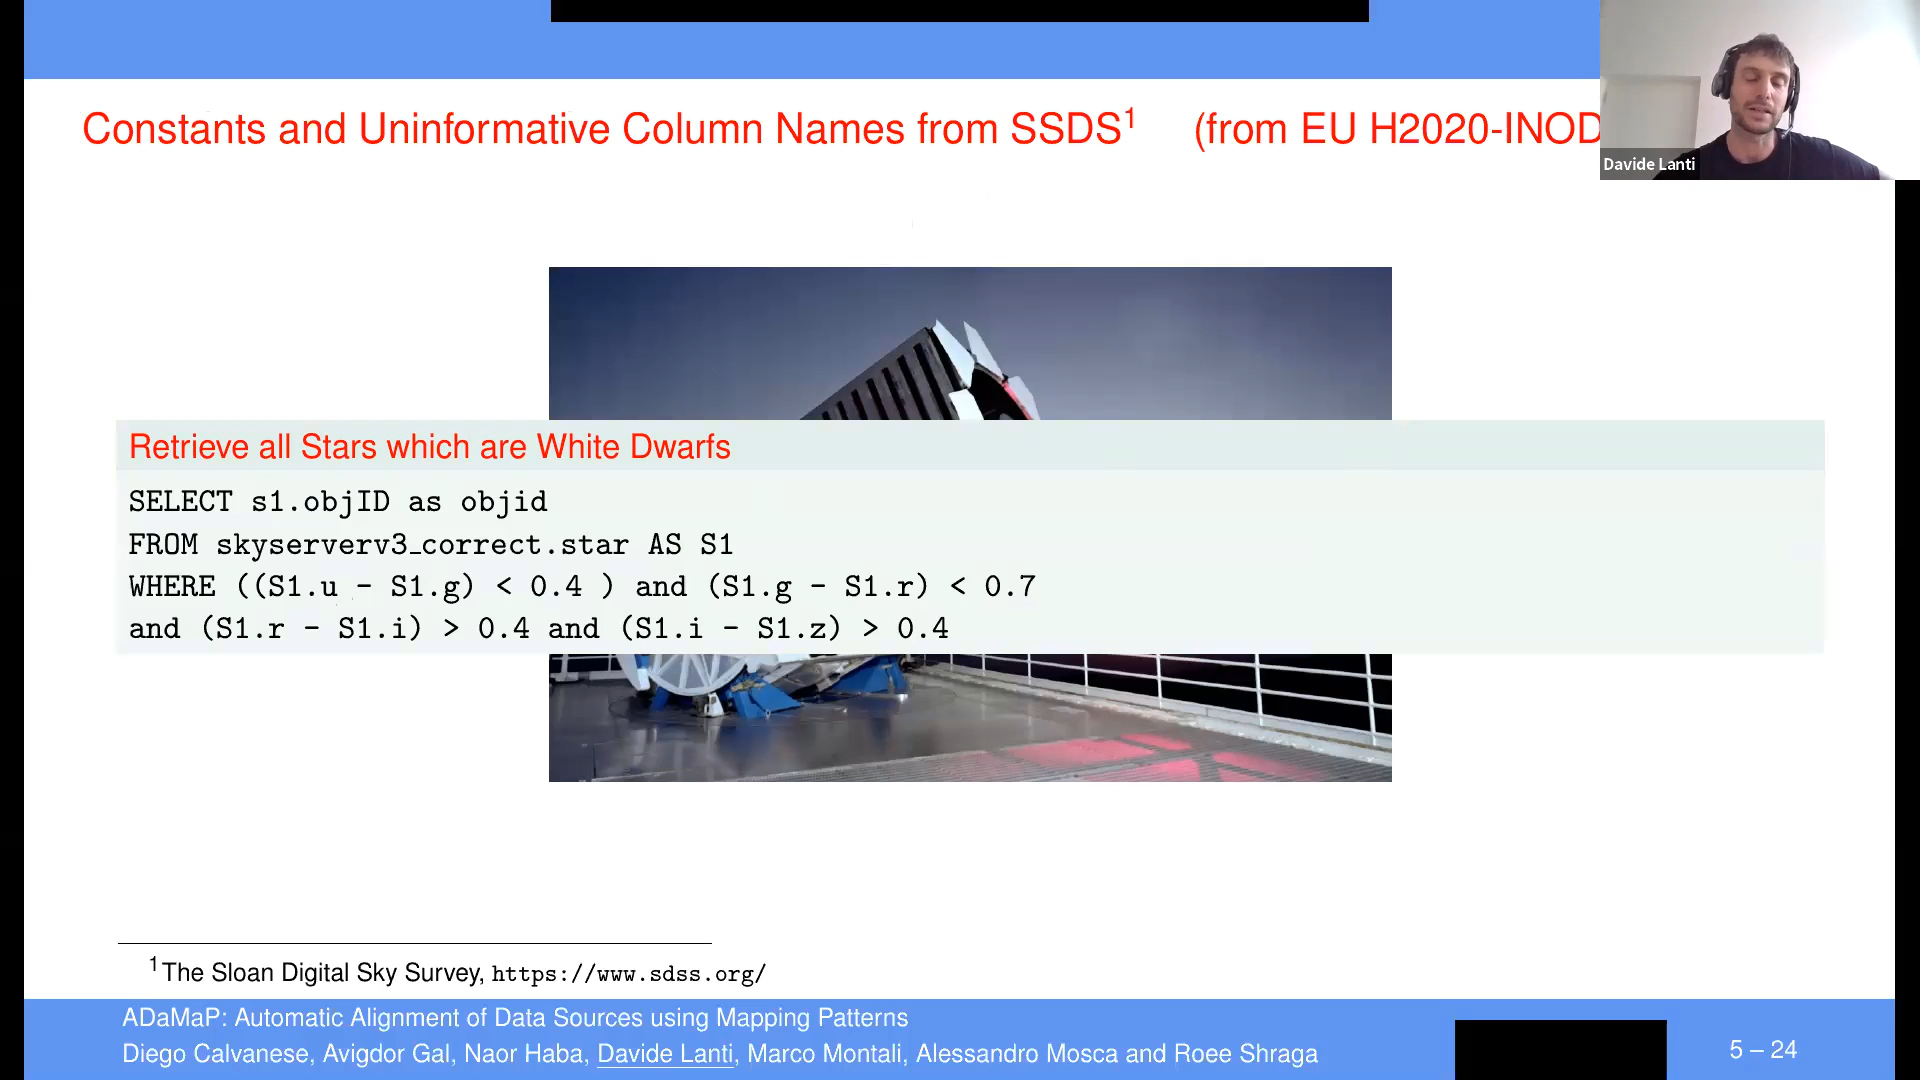 Constants and Uninformative Column Names from SSDS1 (from EU H2020-INOD
Davide Lanti
Retrieve all Stars which are White Dwarfs
SELECT s1.objID as objid
FROM skyserverv3_correct.star AS S1
WHERE ((S1.u - S1.g) < 0.4 ) and (S1.g - S1.r) < 0.7
and (S1.r - S1.i) > 0.4 and (S1.i - S1.z) > 0.4
1The Sloan Digital Sky Survey, https://www.sdss.org/
ADaMaP: Automatic Alignment of Data Sources using Mapping Patterns
Diego Calvanese, Avigdor Gal, Naor Haba, Davide Lanti, Marco Montali, Alessandro Mosca and Roee Shraga
5 – 24